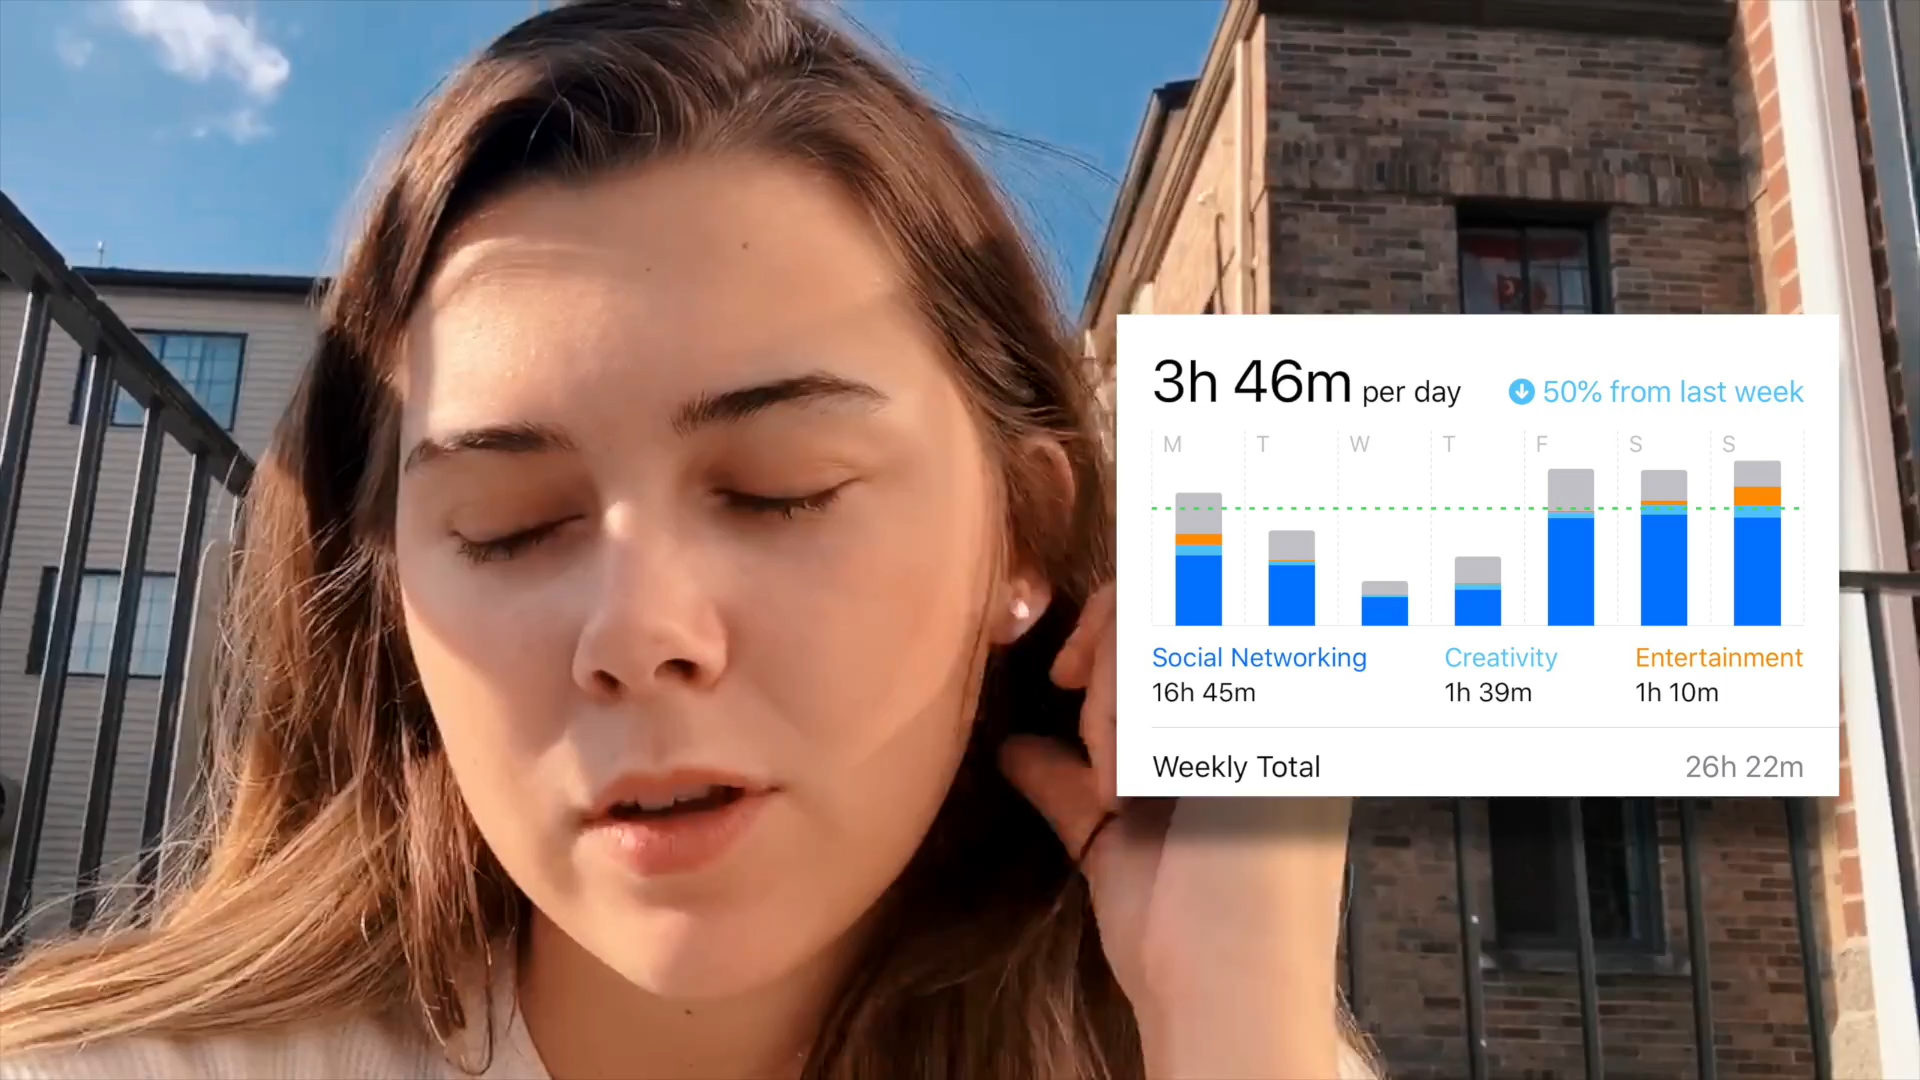 3h 46m per day 50% from last week
M T W T F S S
Social Networking Creativity Entertainment
16h 45m 1h 39m 1h 10m
Weekly Total 26h 22m